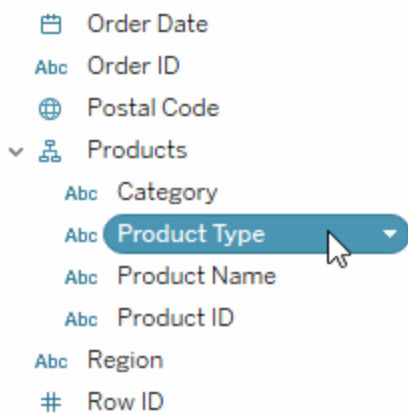 Order Date
Abc Order ID
Postal Code
Products
Abc Category
Abc Product Type
Abc Product Name
Abc Product ID
Abc Region
# Row ID